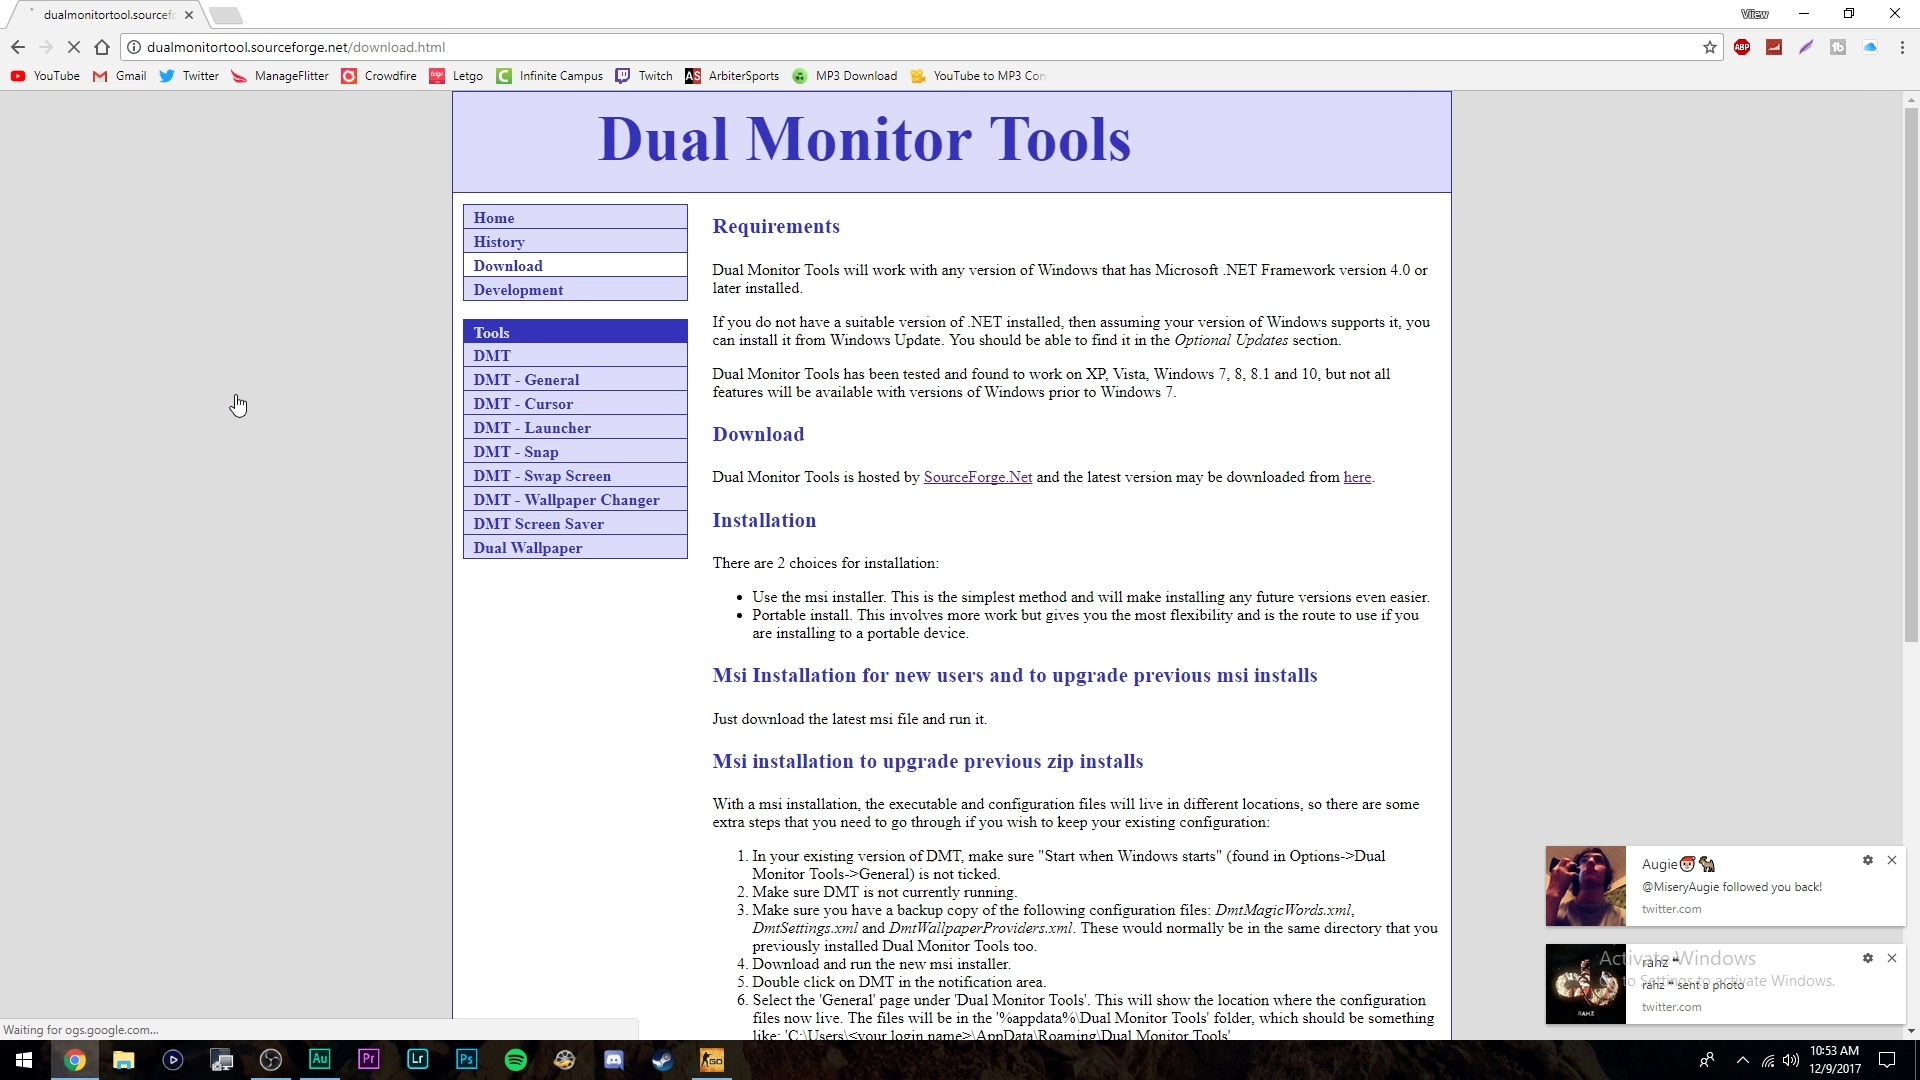 dualmonitortool.sourcef
Viiew
dualmonitortool.sourceforge.net/download.html
ABP
YouTube Gmail Twitter ManageFlitter Crowdfire Letgo Infinite Campus Twitch ArbiterSports MP3 Download YouTube to MP3 Con
Dual Monitor Tools
Home
History
Download
Development
Tools
DMT
DMT - General
DMT - Cursor
DMT - Launcher
DMT - Snap
DMT - Swap Screen
DMT - Wallpaper Changer
DMT Screen Saver
Dual Wallpaper
Requirements
Dual Monitor Tools will work with any version of Windows that has Microsoft .NET Framework version 4.0 or
later installed.
If you do not have a suitable version of .NET installed, then assuming your version of Windows supports it, you
can install it from Windows Update. You should be able to find it in the Optional Updates section.
Dual Monitor Tools has been tested and found to work on XP, Vista, Windows 7, 8, 8.1 and 10, but not all
features will be available with versions of Windows prior to Windows 7.
Download
Dual Monitor Tools is hosted by SourceForge.Net and the latest version may be downloaded from here.
Installation
There are 2 choices for installation:
• Use the msi installer. This is the simplest method and will make installing any future versions even easier.
• Portable install. This involves more work but gives you the most flexibility and is the route to use if you
are installing to a portable device.
Msi Installation for new users and to upgrade previous msi installs
Just download the latest msi file and run it.
Msi installation to upgrade previous zip installs
With a msi installation, the executable and configuration files will live in different locations, so there are some
extra steps that you need to go through if you wish to keep your existing configuration:
1. In your existing version of DMT, make sure "Start when Windows starts" (found in Options->Dual
Monitor Tools->General) is not ticked.
2. Make sure DMT is not currently running.
3. Make sure you have a backup copy of the following configuration files: DmtMagicWords.xml,
DmtSettings.xml and DmtWallpaperProviders.xml. These would normally be in the same directory that you
previously installed Dual Monitor Tools too.
4. Download and run the new msi installer.
5. Double click on DMT in the notification area.
6. Select the 'General' page under 'Dual Monitor Tools'. This will show the location where the configuration
files now live. The files will be in the '%appdata%\Dual Monitor Tools' folder, which should be something
like: 'C:\Users\<your login name>\AppData\Roaming\Dual Monitor Tools'
Augie
@MiseryAugie followed you back!
twitter.com
Activate Windows
Go to Settings to activate Windows.
rahz
rahz “ sent a photo
twitter.com
RAHZ
Waiting for ogs.google.com...
Au Pr Lr Ps GO
10:53 AM
12/9/2017